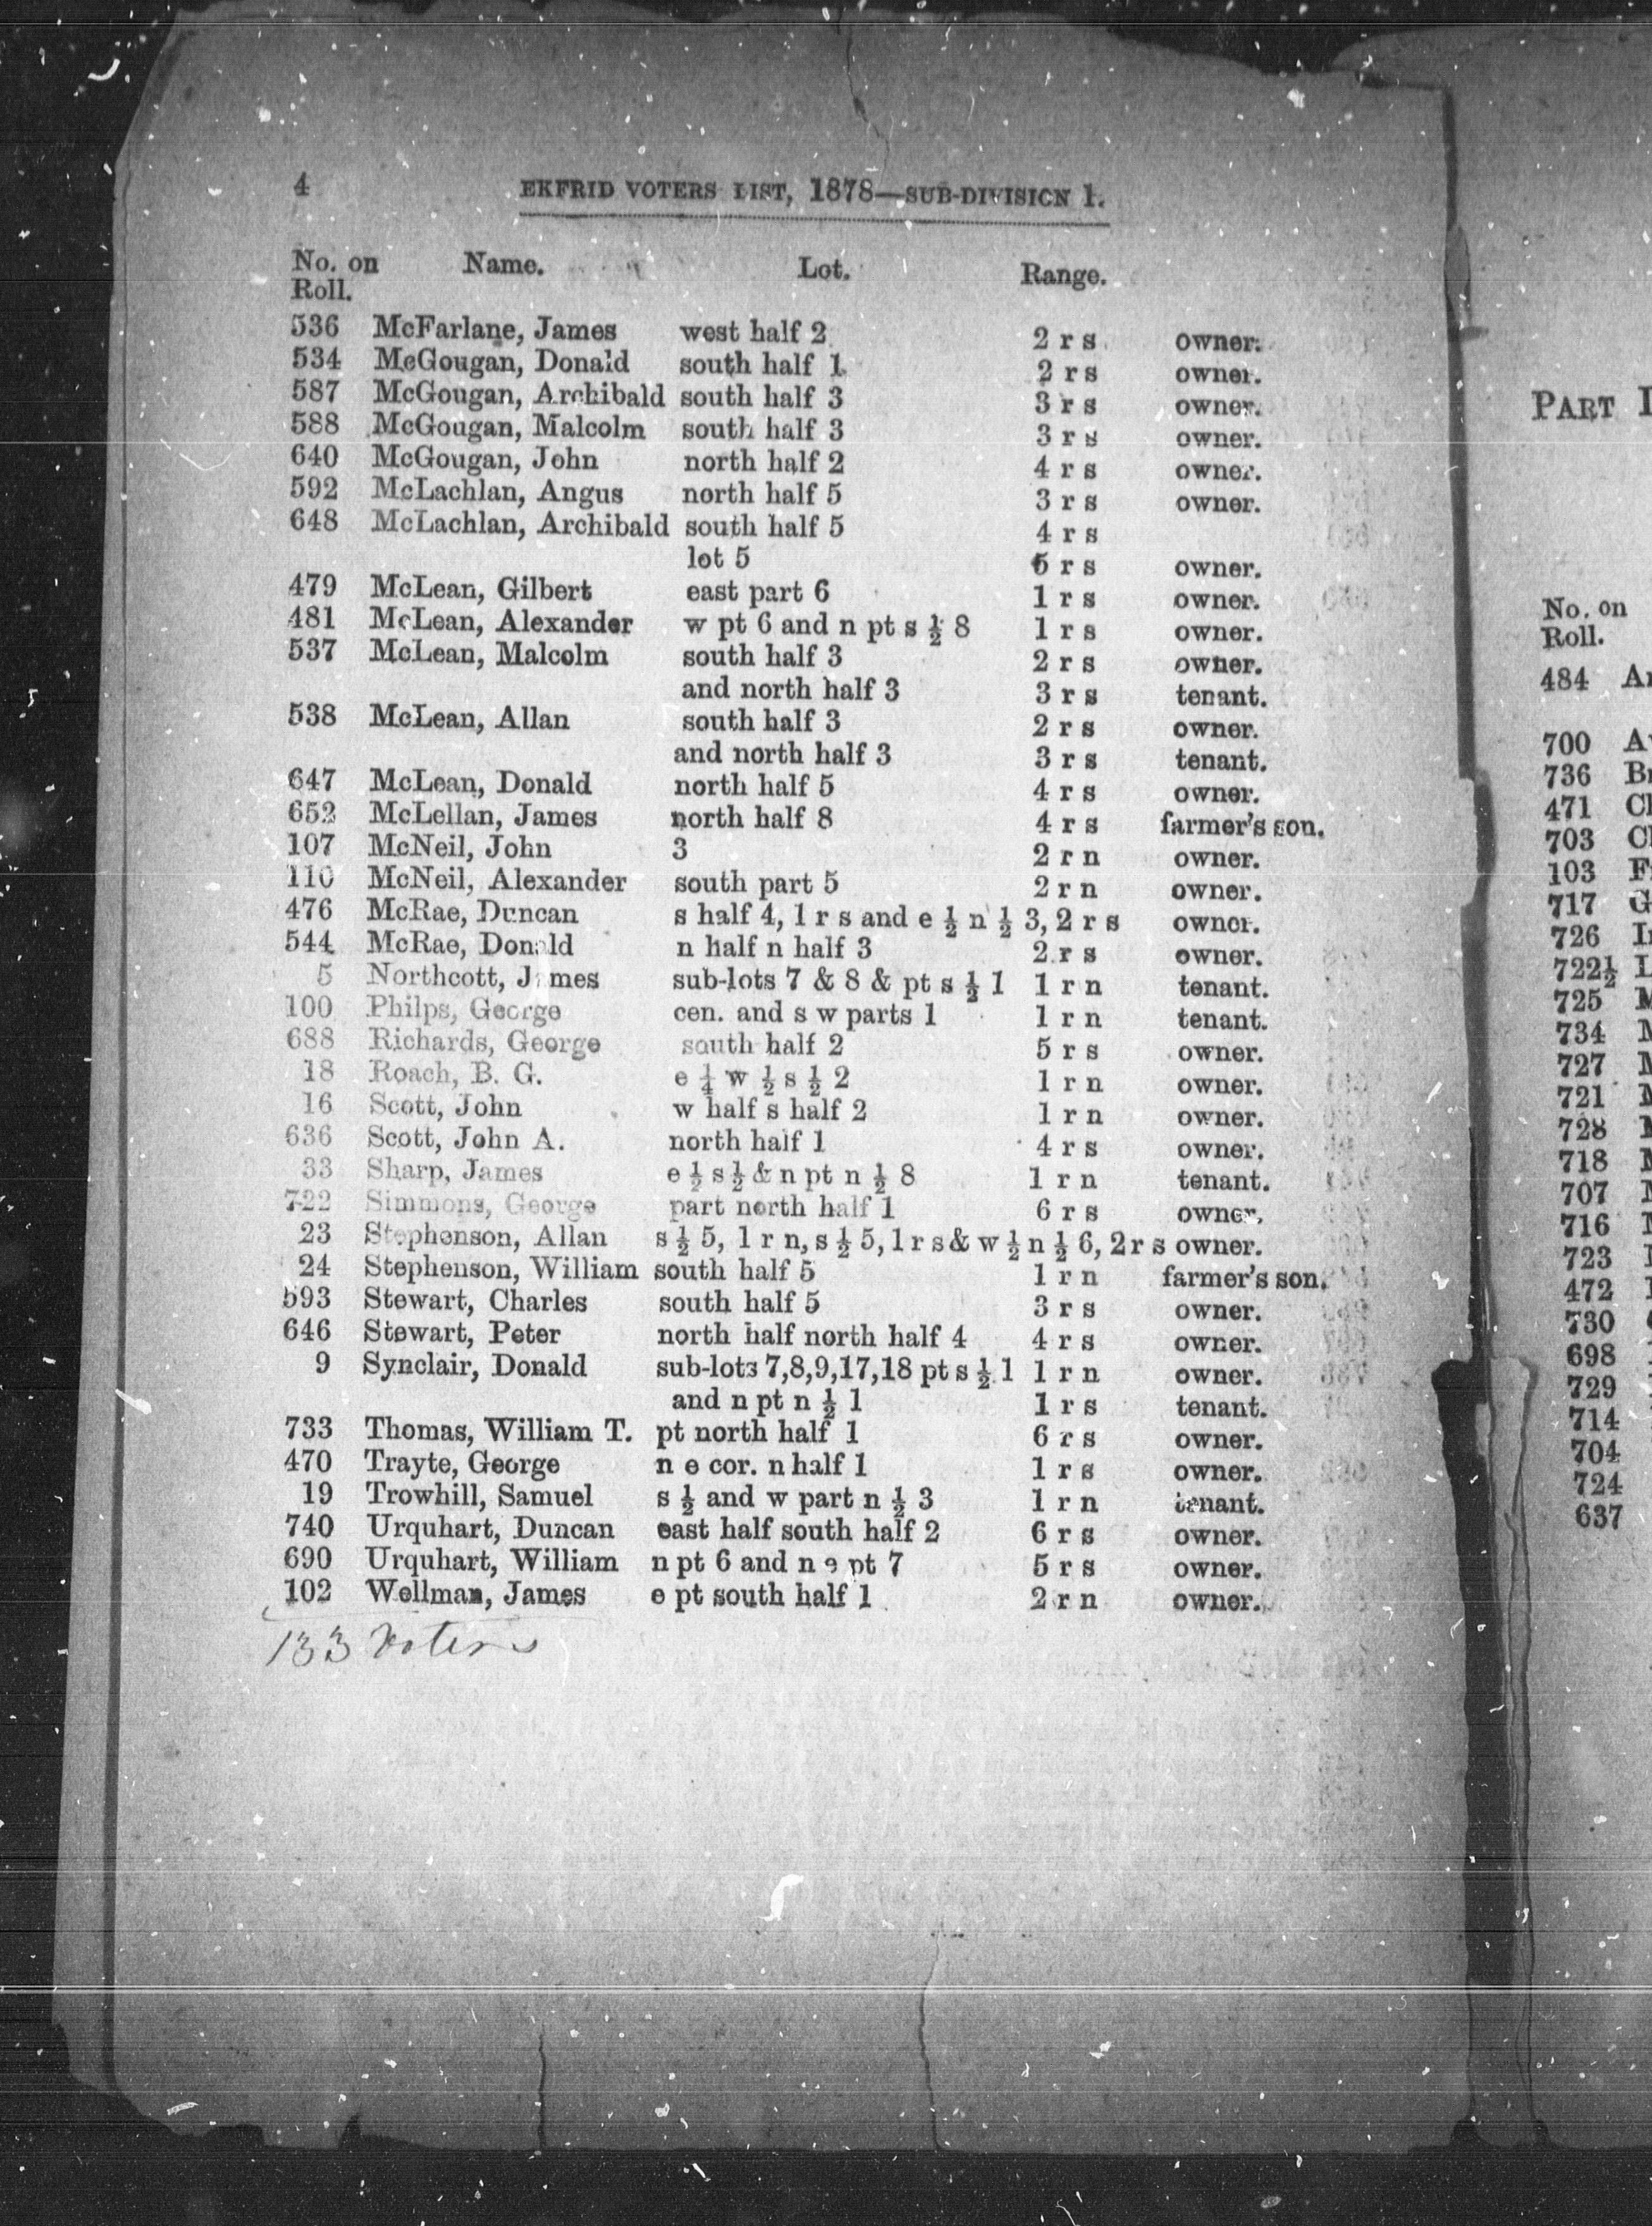 4 EKFRID VOTERS LIST, 1878—SUB-DIVISION 1.
No. on Name. Lot. Range.
Roll.
536 McFarlane, James west half 2 2 r s owner.
534 McGougan, Donald south half 1 2 r s owner.
587 McGougan, Archibald south half 3 3 r s owner.
588 McGougan, Malcolm south half 3 3 r s owner.
640 McGougan, John north half 2 4 r s owner.
592 McLachlan, Angus north half 5 3 r s owner.
648 McLachlan, Archibald south half 5 4 r s
lot 5 5 r s owner.
479 McLean, Gilbert east part 6 1 r s owner.
481 McLean, Alexander w pt 6 and n pt s ½ 8 1 r s owner.
537 McLean, Malcolm south half 3 2 r s owner.
and north half 3 3 r s tenant.
538 McLean, Allan south half 3 2 r s owner.
and north half 3 3 r s tenant.
647 McLean, Donald north half 5 4 r s owner.
652 McLellan, James north half 8 4 r s farmer's son.
107 McNeil, John 3 2 r n owner.
110 McNeil, Alexander south part 5 2 r n owner.
476 McRae, Duncan s half 4, 1 r s and e ½ n ½ 3, 2 r s owner.
544 McRae, Donald n half n half 3 2 r s owner.
5 Northcott, James sub-lots 7 & 8 & pt s ½ 1 1 r n tenant.
100 Philps, George cen. and s w parts 1 1 r n tenant.
688 Richards, George south half 2 5 r s owner.
18 Roach, B. G. e ¼ w ½ s ½ 2 1 r n owner.
16 Scott, John w half s half 2 1 r n owner.
636 Scott, John A. north half 1 4 r s owner.
33 Sharp, James e ½ s ½ & n pt n ½ 8 1 r n tenant.
722 Simmons, George part north half 1 6 r s owner.
23 Stephenson, Allan s ½ 5, 1 r n, s ½ 5, 1 r s & w ½ n ½ 6, 2 r s owner.
24 Stephenson, William south half 5 1 r n farmer's son.
593 Stewart, Charles south half 5 3 r s owner.
646 Stewart, Peter north half north half 4 4 r s owner.
9 Synclair, Donald sub-lots 7,8,9,17,18 pt s ½ 1 1 r n owner.
and n pt n ½ 1 1 r s tenant.
733 Thomas, William T. pt north half 1 6 r s owner.
470 Trayte, George n e cor. n half 1 1 r s owner.
19 Trowhill, Samuel s ½ and w part n ½ 3 1 r n tenant.
740 Urquhart, Duncan east half south half 2 6 r s owner.
690 Urquhart, William n pt 6 and n e pt 7 5 r s owner.
102 Wellman, James e pt south half 1 2 r n owner.
133 Voters
PART
No. on
Roll.
484
700
736
471
703
103
717
726
722½
725
734
727
721
728
718
707
716
723
472
730
698
729
714
704
724
637